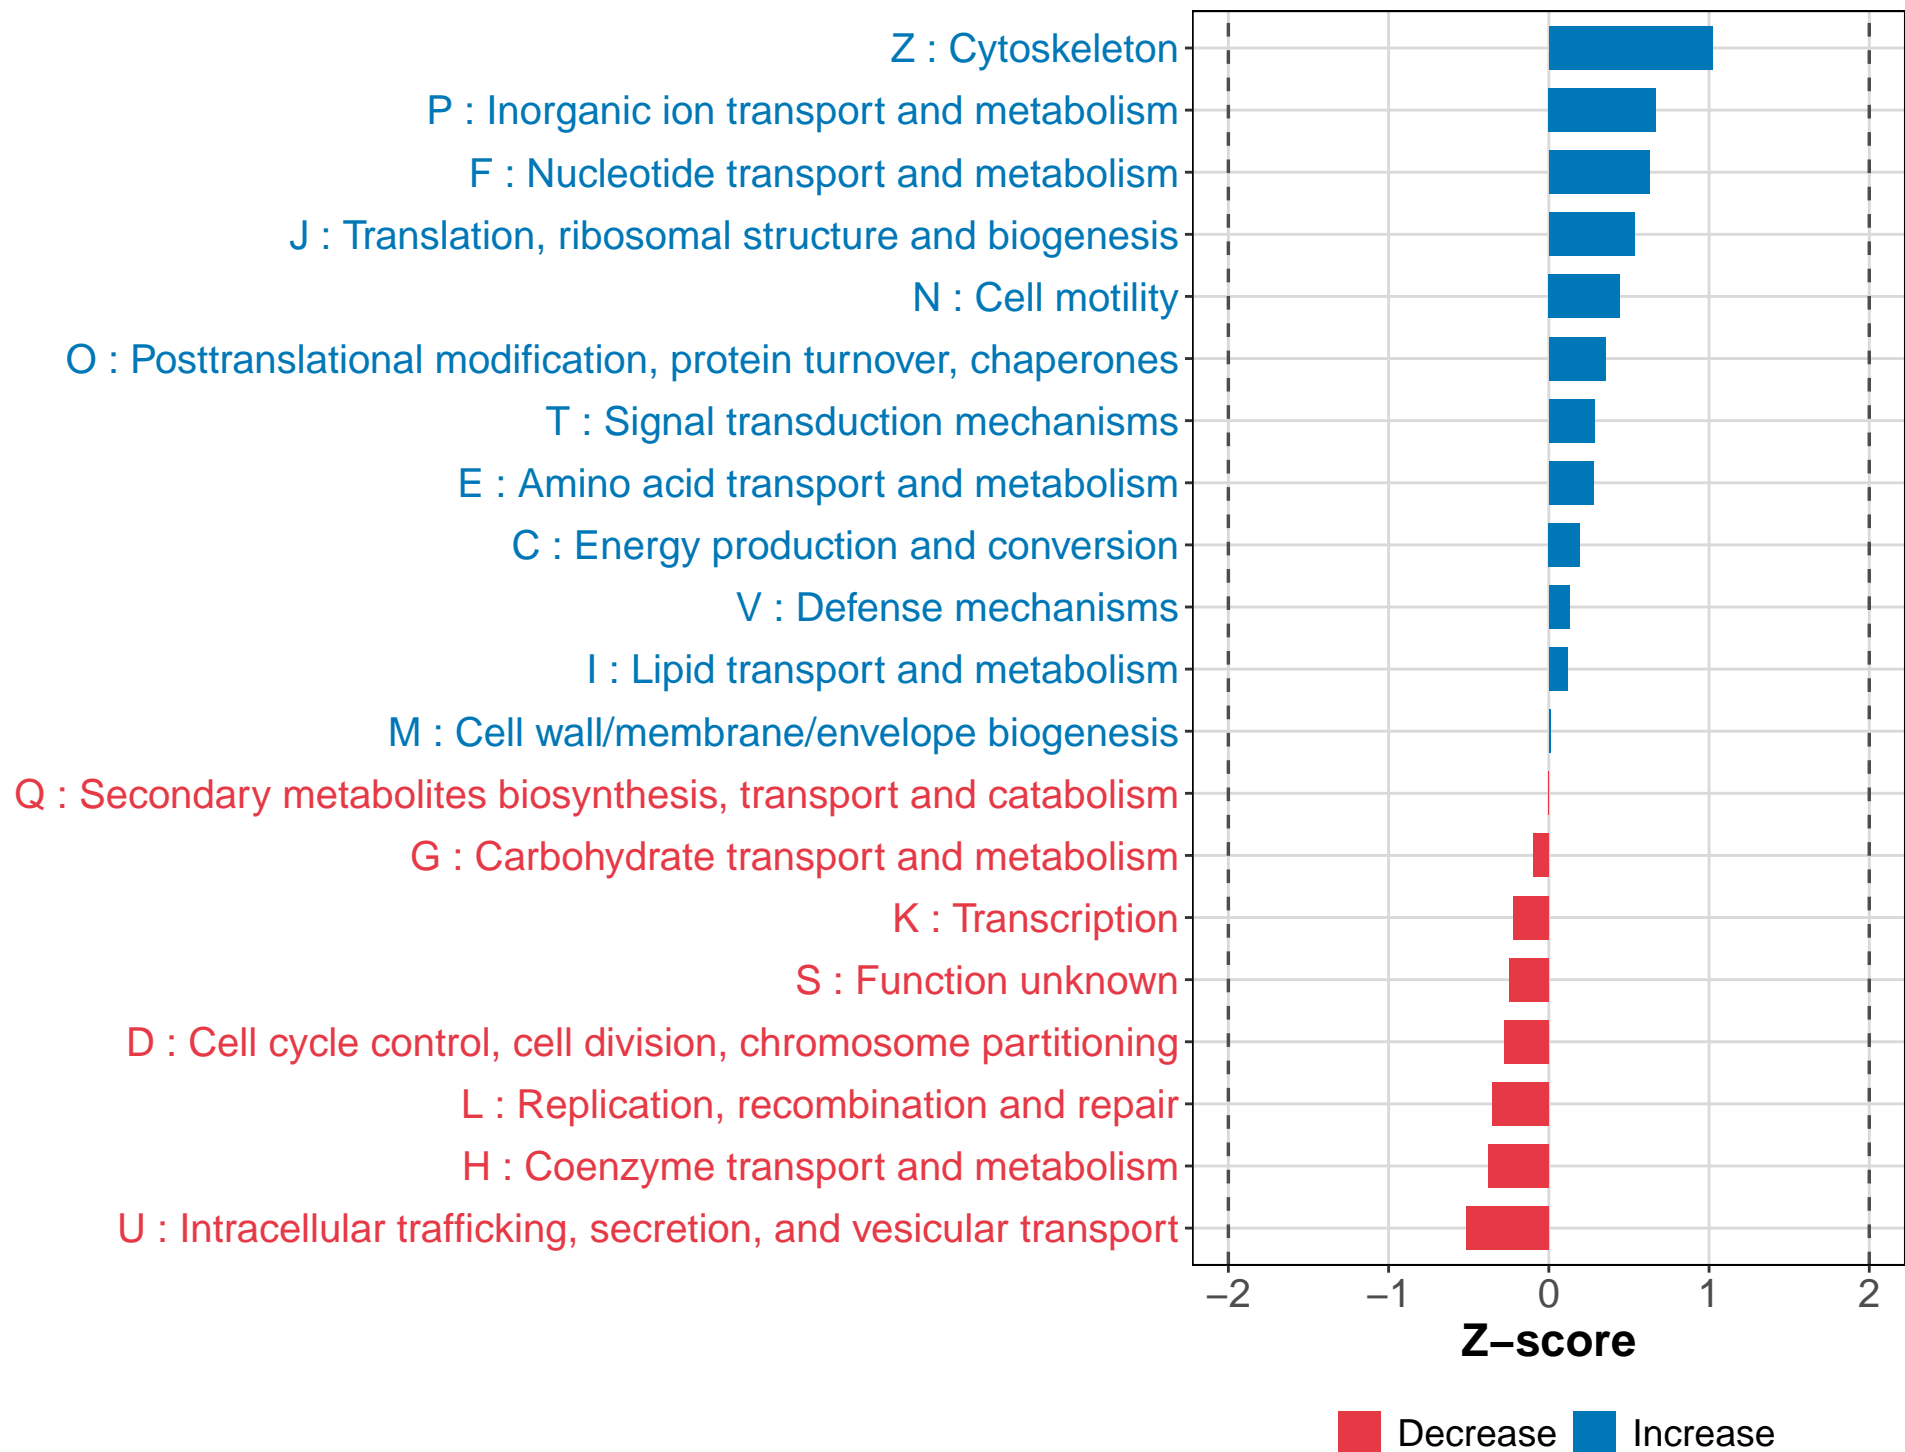 Z : Cytoskeleton
P : Inorganic ion transport and metabolism
F : Nucleotide transport and metabolism
J : Translation, ribosomal structure and biogenesis
N : Cell motility
O : Posttranslational modification, protein turnover, chaperones
T : Signal transduction mechanisms
E : Amino acid transport and metabolism
C : Energy production and conversion
V : Defense mechanisms
I : Lipid transport and metabolism
M : Cell wall/membrane/envelope biogenesis
Q : Secondary metabolites biosynthesis, transport and catabolism
G : Carbohydrate transport and metabolism
K : Transcription
S : Function unknown
D : Cell cycle control, cell division, chromosome partitioning
L : Replication, recombination and repair
H : Coenzyme transport and metabolism
U : Intracellular trafficking, secretion, and vesicular transport
−2 −1 0 1 2
Z−score
Decrease Increase